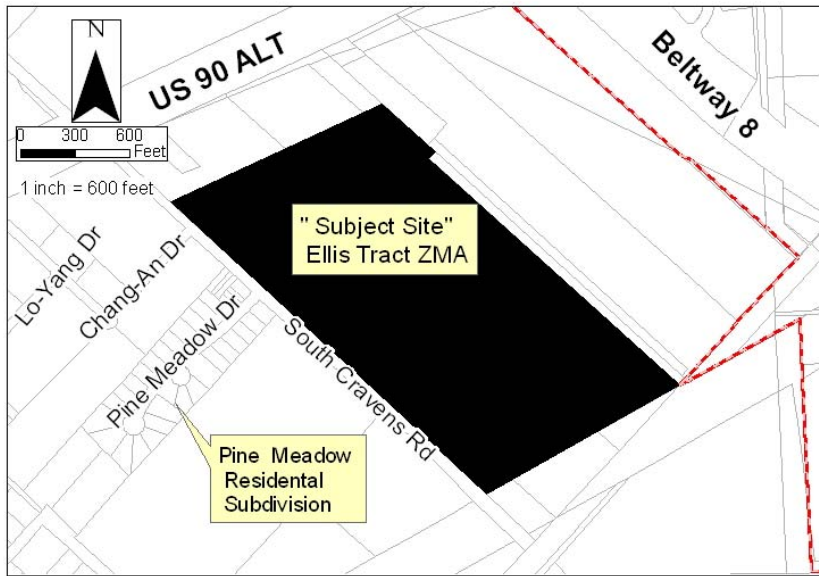 N
US 90 ALT
Beltway 8
0 300 600
Feet
1 inch = 600 feet
" Subject Site"
Ellis Tract ZMA
Lo-Yang Dr
Chang-An Dr
Pine Meadow Dr
South Cravens Rd
Pine Meadow
Residental
Subdivision